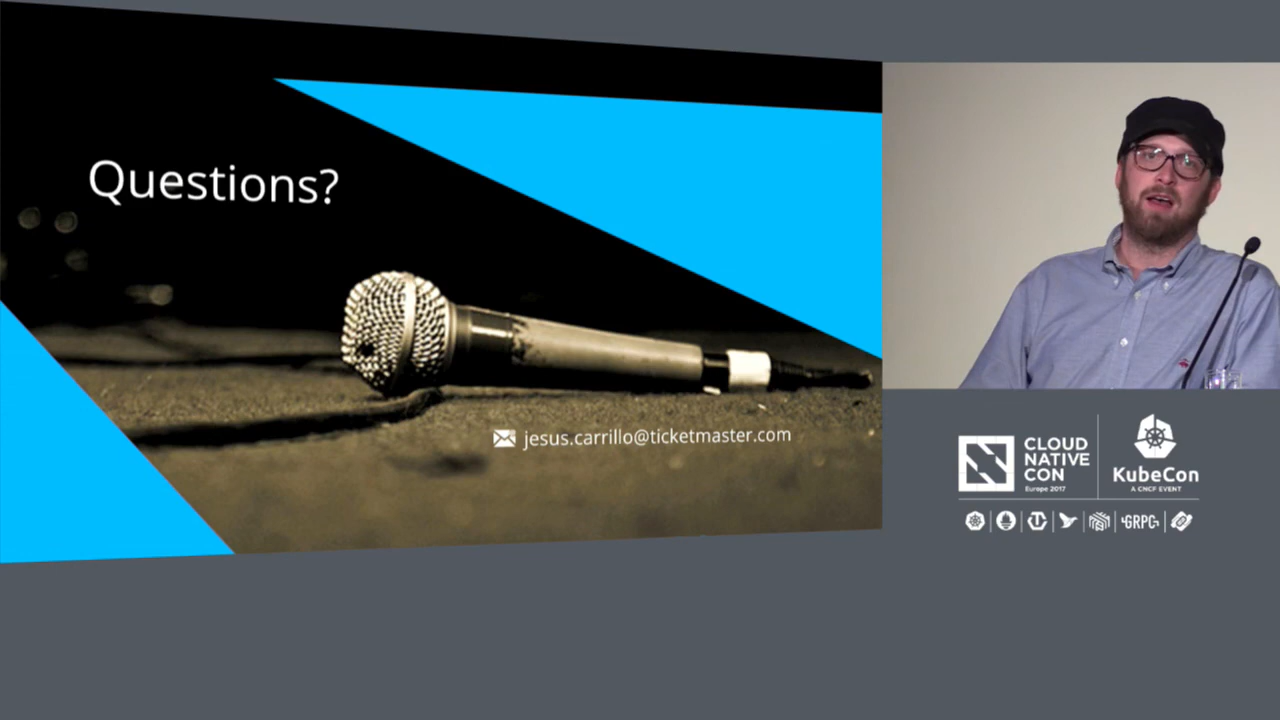 Questions?
jesus.carrillo@ticketmaster.com
CLOUD
NATIVE
CON
Europe 2017
KubeCon
A CNCF EVENT
GRPC